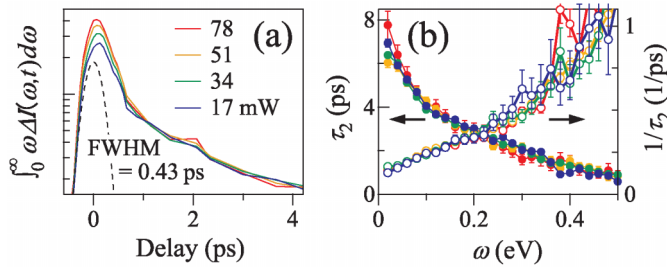 (a)
78
51
34
17 mW
FWHM
= 0.43 ps
∫₀^∞ ωΔI(ω,t)dω
0
2
4
Delay (ps)
(b)
8
4
0
τ₂ (ps)
1
0
1/τ₂ (1/ps)
0
0.2
0.4
ω (eV)